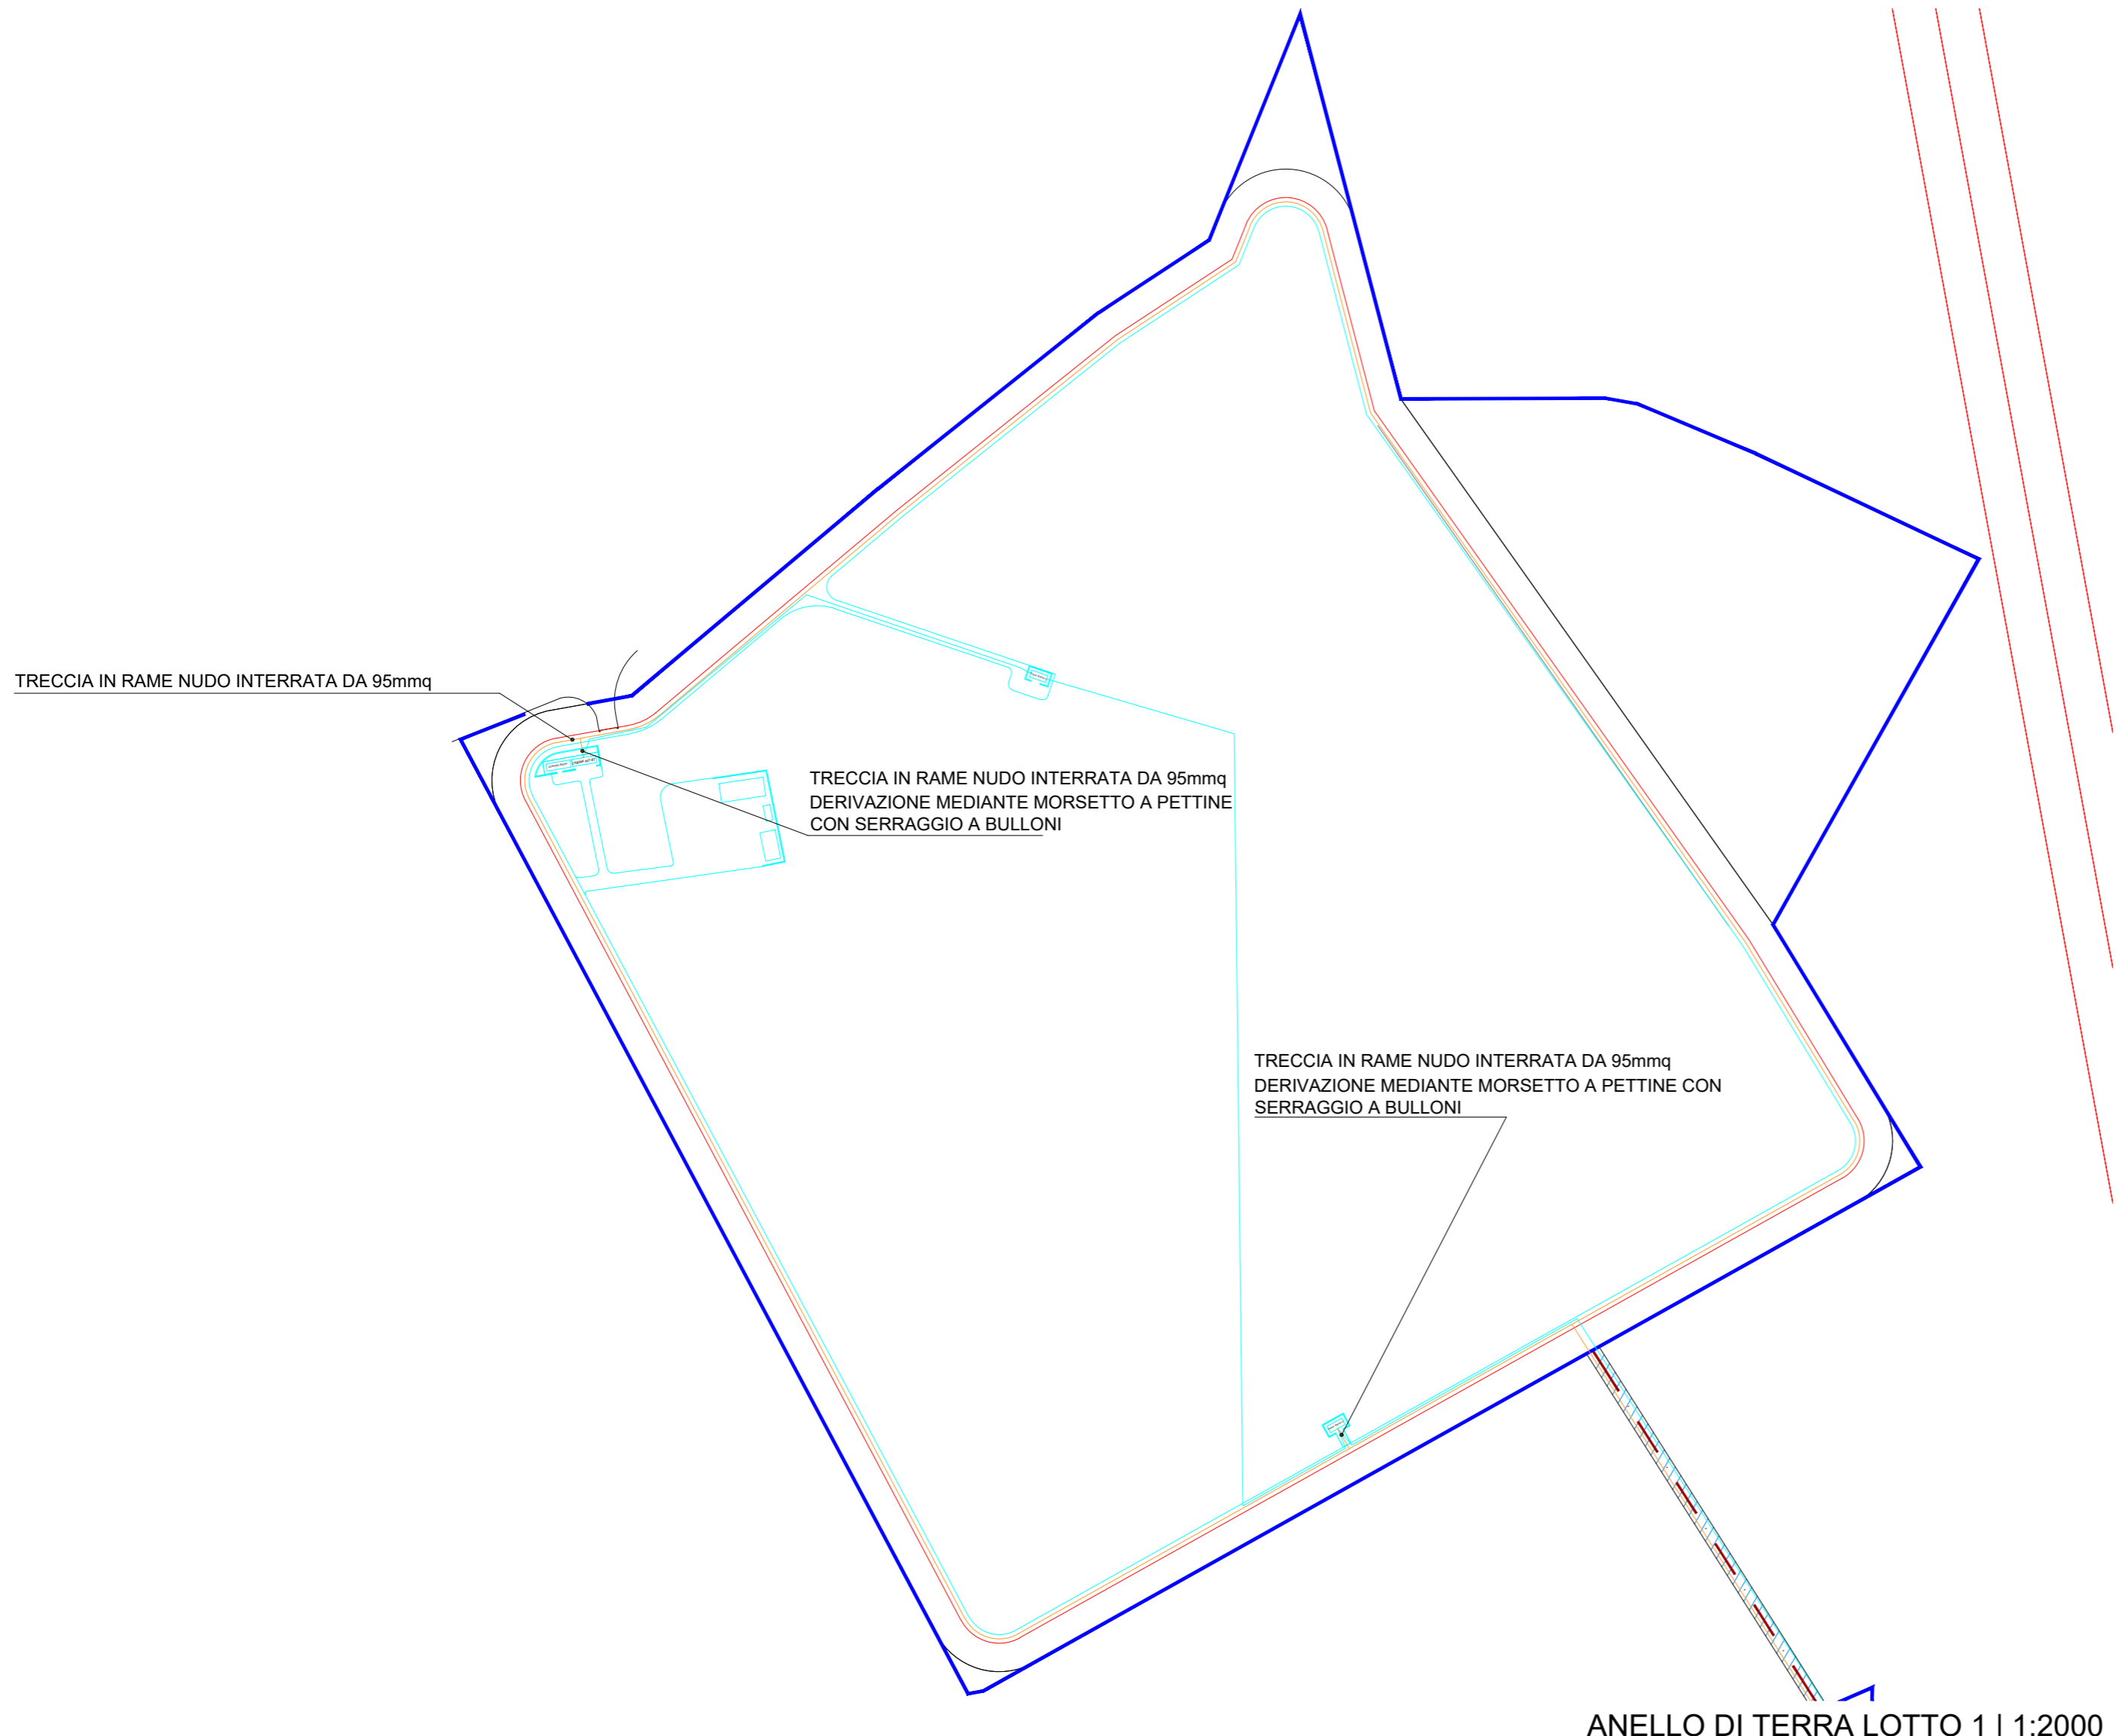 TRECCIA IN RAME NUDO INTERRATA DA 95mmq
TRECCIA IN RAME NUDO INTERRATA DA 95mmq
DERIVAZIONE MEDIANTE MORSETTO A PETTINE
CON SERRAGGIO A BULLONI
TRECCIA IN RAME NUDO INTERRATA DA 95mmq
DERIVAZIONE MEDIANTE MORSETTO A PETTINE CON
SERRAGGIO A BULLONI
ANELLO DI TERRA LOTTO 1 | 1:2000